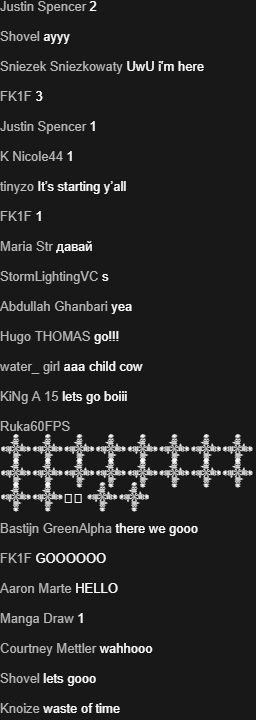 Justin Spencer 2
Shovel ayyy
Sniezek Sniezkowaty UwU i'm here
FK1F 3
Justin Spencer 1
K Nicole44 1
tinyzo It's starting y'all
FK1F 1
Maria Str давай
StormLightingVC s
Abdullah Ghanbari yea
Hugo THOMAS go!!!
water_ girl aaa child cow
KiNg A 15 lets go boiii
Ruka60FPS
Bastijn GreenAlpha there we gooo
FK1F GOOOOOO
Aaron Marte HELLO
Manga Draw 1
Courtney Mettler wahhooo
Shovel lets gooo
Knoize waste of time